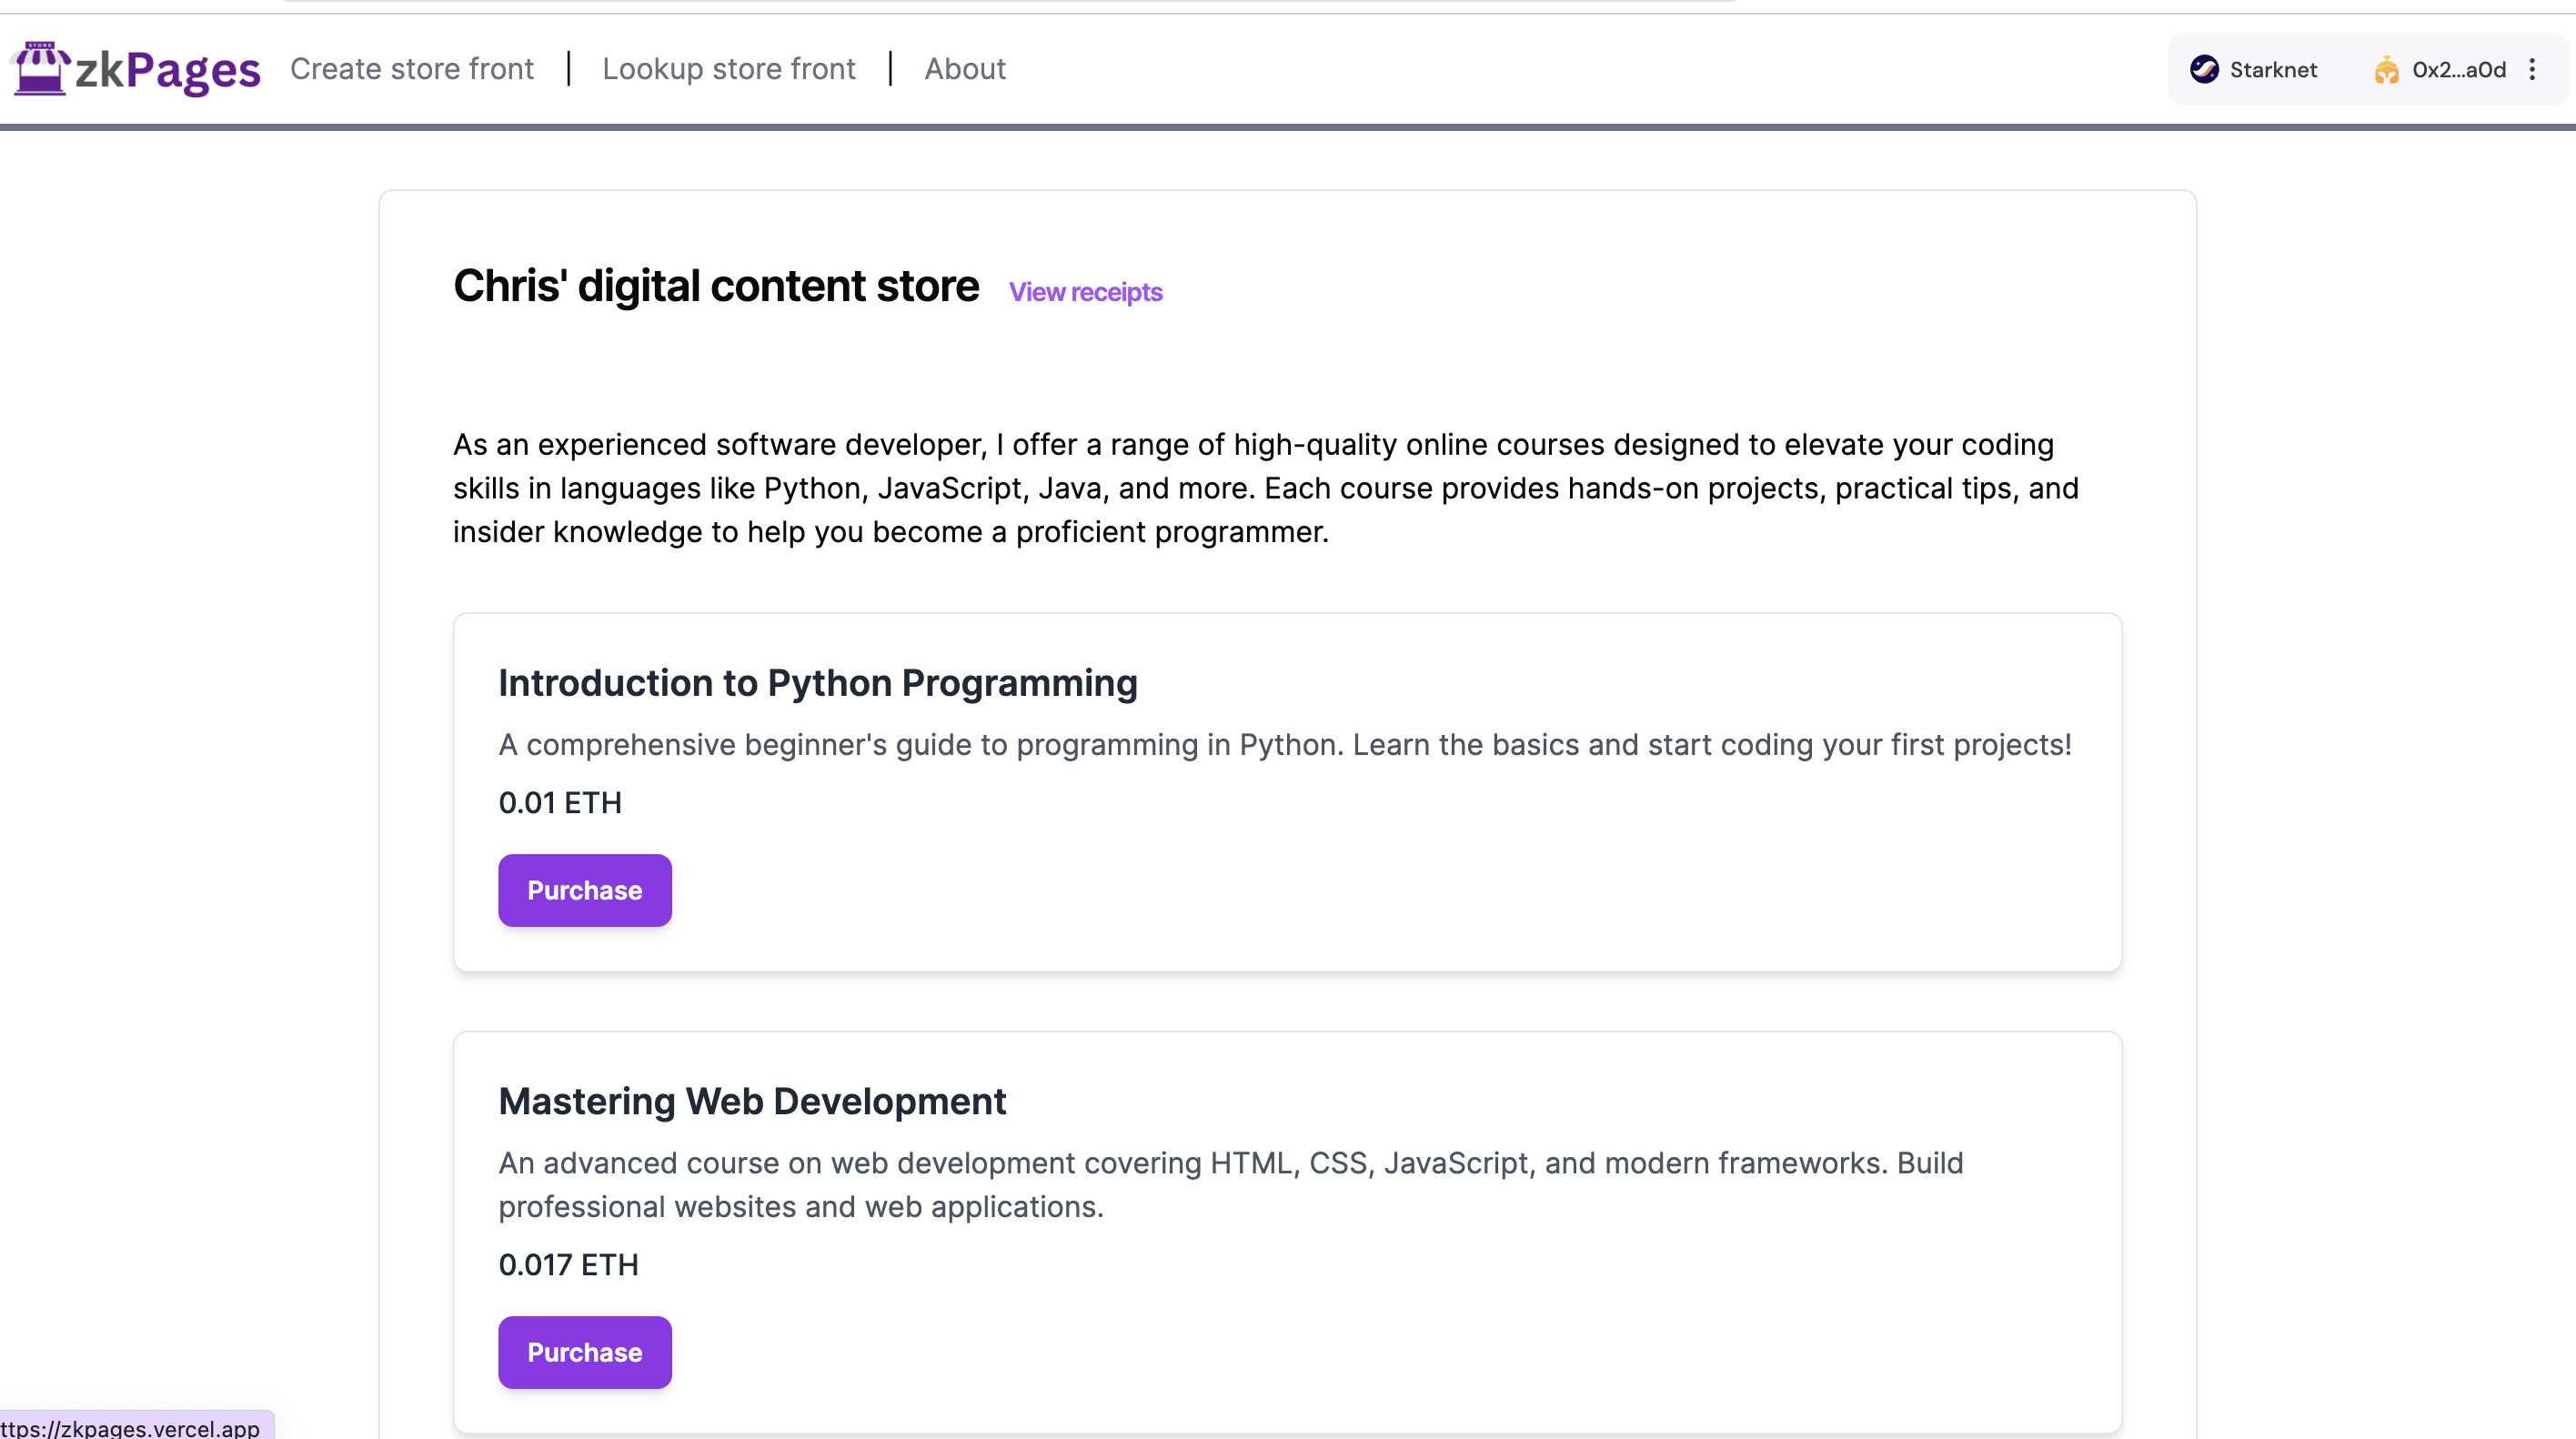 STORE
zkPages
Create store front | Lookup store front | About
Starknet
0x2...a0d
Chris' digital content store
View receipts
As an experienced software developer, I offer a range of high-quality online courses designed to elevate your coding
skills in languages like Python, JavaScript, Java, and more. Each course provides hands-on projects, practical tips, and
insider knowledge to help you become a proficient programmer.
Introduction to Python Programming
A comprehensive beginner's guide to programming in Python. Learn the basics and start coding your first projects!
0.01 ETH
Purchase
Mastering Web Development
An advanced course on web development covering HTML, CSS, JavaScript, and modern frameworks. Build
professional websites and web applications.
0.017 ETH
Purchase
ttps://zkpages.vercel.app